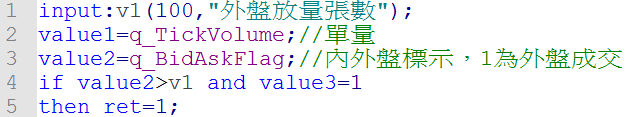 1 input:v1(100,"外盤放量張數");
2 value1=q_TickVolume;//單量
3 value2=q_BidAskFlag;//內外盤標示，1為外盤成交
4 if value2>v1 and value3=1
5 then ret=1;